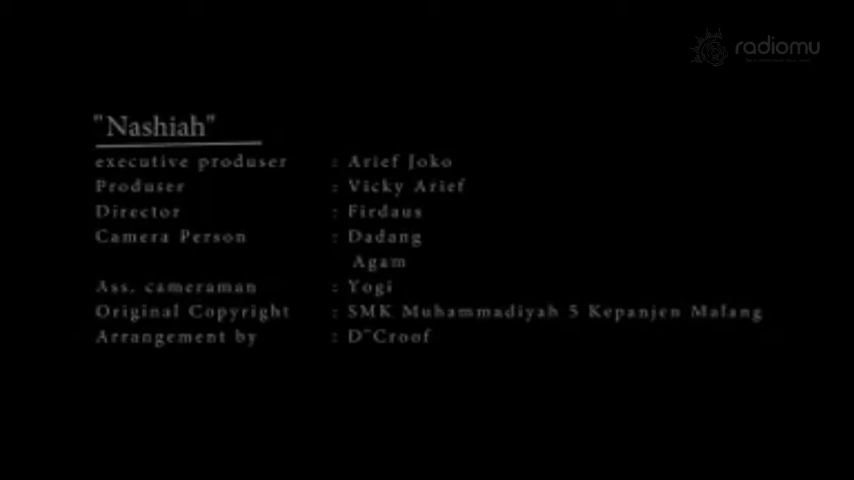 radiomu
"Nashiah"
executive produser : Arief Joko
Produser : Vicky Arief
Director : Firdaus
Camera Person : Dadang
Agam
Ass. cameraman : Yogi
Original Copyright : SMK Muhammadiyah 5 Kepanjen Malang
Arrangement by : D~Croof